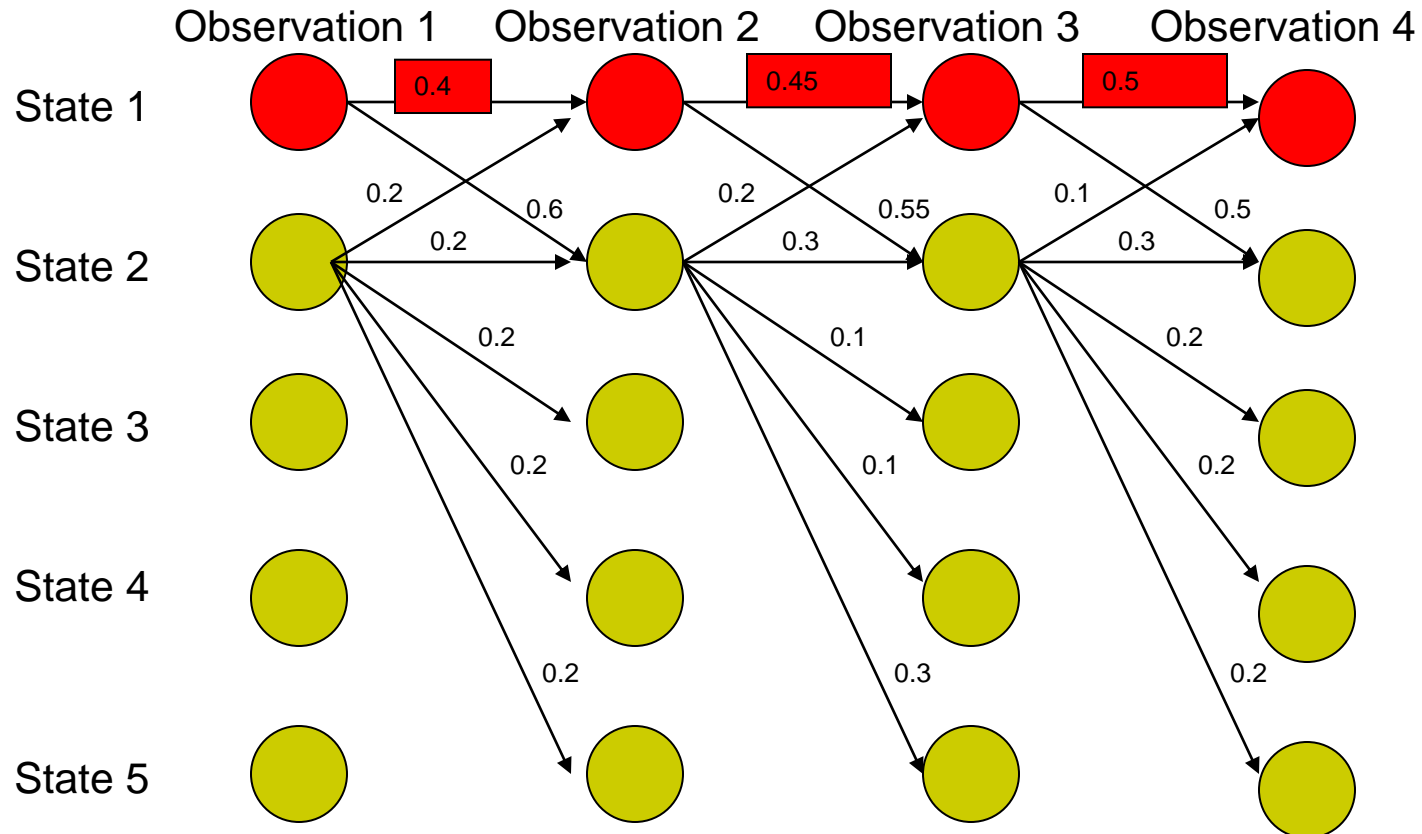 Observation 1 Observation 2 Observation 3 Observation 4
State 1
0.4 0.45 0.5
0.2 0.6 0.2 0.55 0.1 0.5
State 2
0.2 0.3 0.3
0.2 0.1 0.2
State 3
0.2 0.1 0.2
State 4
0.2 0.3 0.2
State 5